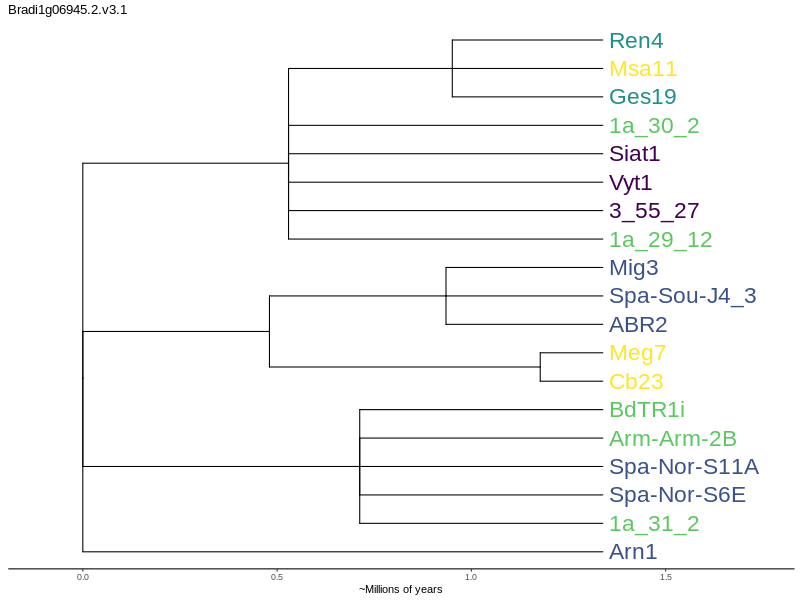 Bradi1g06945.2.v3.1
Ren4
Msa11
Ges19
1a_30_2
Siat1
Vyt1
3_55_27
1a_29_12
Mig3
Spa-Sou-J4_3
ABR2
Meg7
Cb23
BdTR1i
Arm-Arm-2B
Spa-Nor-S11A
Spa-Nor-S6E
1a_31_2
Arn1
0.0 0.5 1.0 1.5
~Millions of years